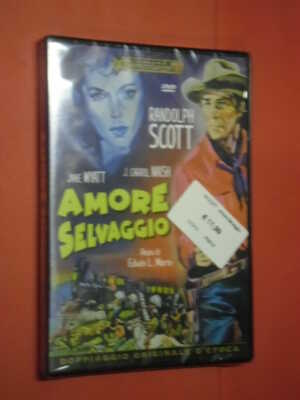 DVD
RANDOLPH
SCOTT
JANE WYATT
J. CARROL NAISH
AMORE
SELVAGGIO
Regia di
Edwin L. Marin
DOPPIAGGIO ORIGINALE D'EPOCA